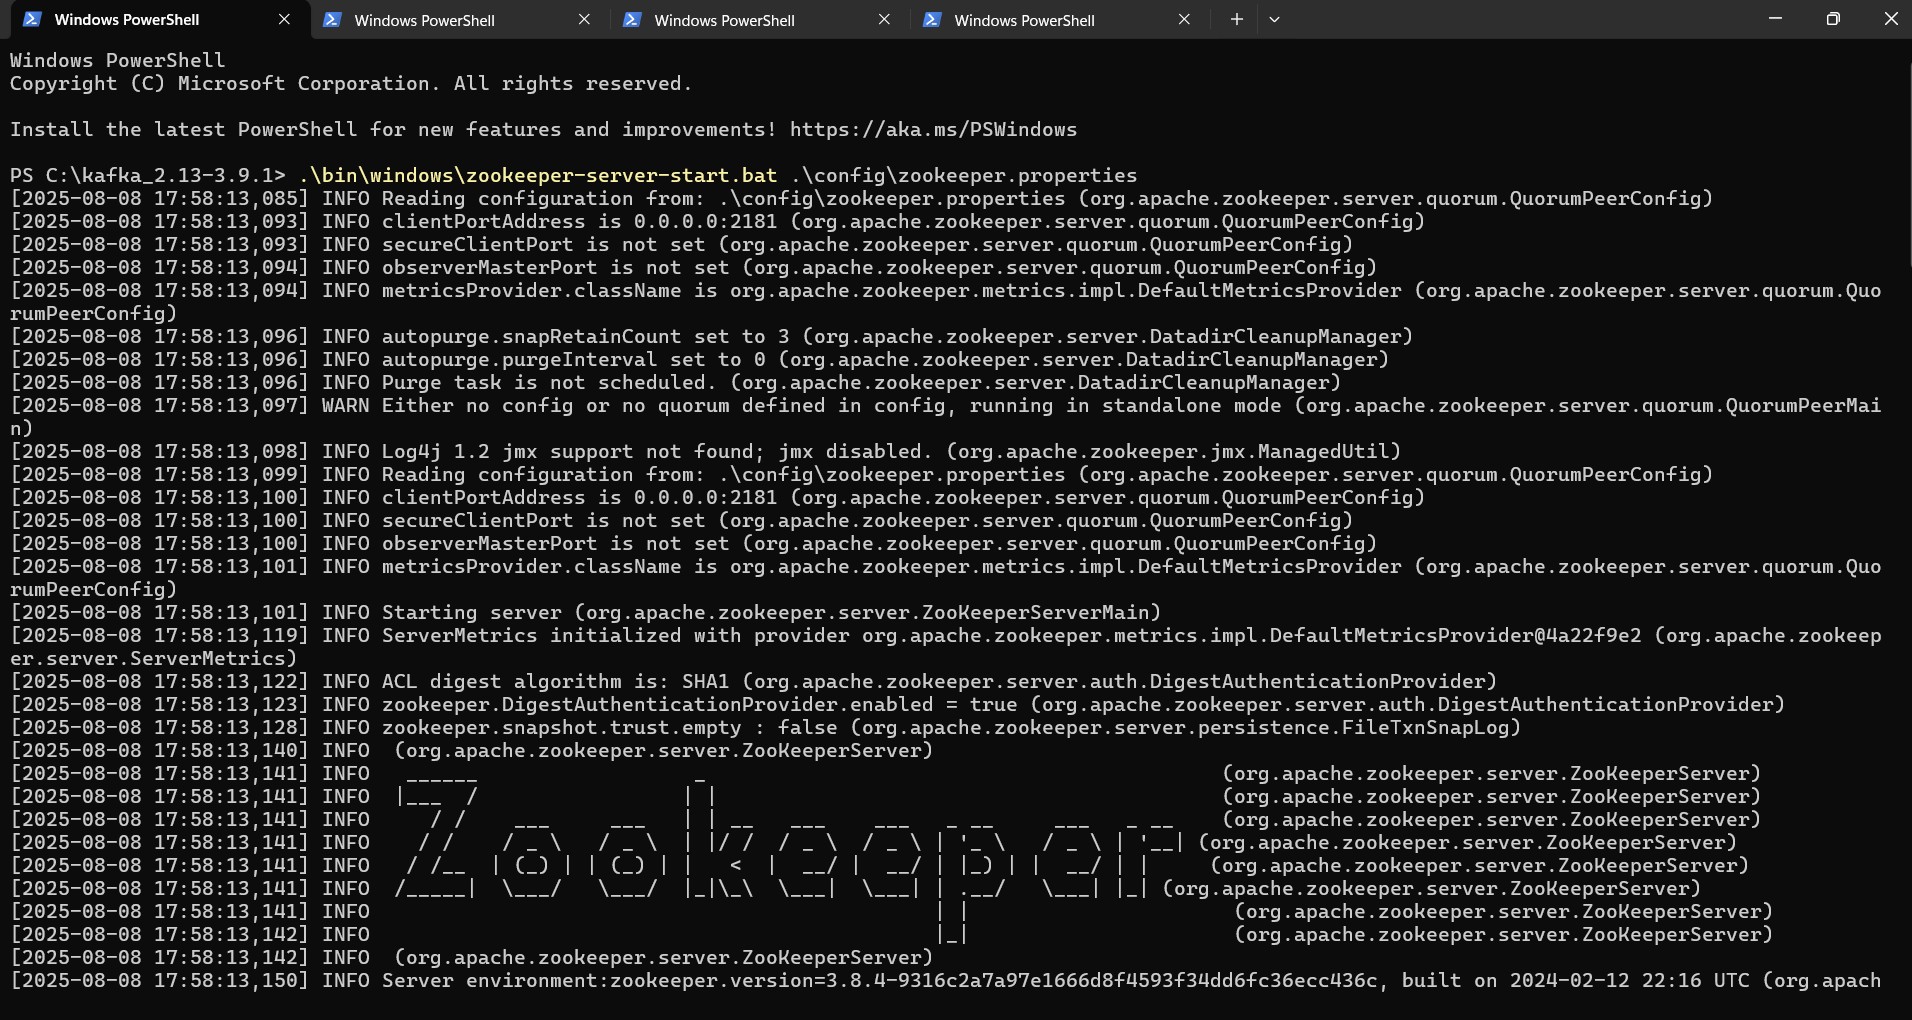 Windows PowerShell
Windows PowerShell
Windows PowerShell
Windows PowerShell
Windows PowerShell
Copyright (C) Microsoft Corporation. All rights reserved.
Install the latest PowerShell for new features and improvements! https://aka.ms/PSWindows
PS C:\kafka_2.13-3.9.1> .\bin\windows\zookeeper-server-start.bat .\config\zookeeper.properties
[2025-08-08 17:58:13,085] INFO Reading configuration from: .\config\zookeeper.properties (org.apache.zookeeper.server.quorum.QuorumPeerConfig)
[2025-08-08 17:58:13,093] INFO clientPortAddress is 0.0.0.0:2181 (org.apache.zookeeper.server.quorum.QuorumPeerConfig)
[2025-08-08 17:58:13,093] INFO secureClientPort is not set (org.apache.zookeeper.server.quorum.QuorumPeerConfig)
[2025-08-08 17:58:13,094] INFO observerMasterPort is not set (org.apache.zookeeper.server.quorum.QuorumPeerConfig)
[2025-08-08 17:58:13,094] INFO metricsProvider.className is org.apache.zookeeper.metrics.impl.DefaultMetricsProvider (org.apache.zookeeper.server.quorum.Quo
rumPeerConfig)
[2025-08-08 17:58:13,096] INFO autopurge.snapRetainCount set to 3 (org.apache.zookeeper.server.DatadirCleanupManager)
[2025-08-08 17:58:13,096] INFO autopurge.purgeInterval set to 0 (org.apache.zookeeper.server.DatadirCleanupManager)
[2025-08-08 17:58:13,096] INFO Purge task is not scheduled. (org.apache.zookeeper.server.DatadirCleanupManager)
[2025-08-08 17:58:13,097] WARN Either no config or no quorum defined in config, running in standalone mode (org.apache.zookeeper.server.quorum.QuorumPeerMai
n)
[2025-08-08 17:58:13,098] INFO Log4j 1.2 jmx support not found; jmx disabled. (org.apache.zookeeper.jmx.ManagedUtil)
[2025-08-08 17:58:13,099] INFO Reading configuration from: .\config\zookeeper.properties (org.apache.zookeeper.server.quorum.QuorumPeerConfig)
[2025-08-08 17:58:13,100] INFO clientPortAddress is 0.0.0.0:2181 (org.apache.zookeeper.server.quorum.QuorumPeerConfig)
[2025-08-08 17:58:13,100] INFO secureClientPort is not set (org.apache.zookeeper.server.quorum.QuorumPeerConfig)
[2025-08-08 17:58:13,100] INFO observerMasterPort is not set (org.apache.zookeeper.server.quorum.QuorumPeerConfig)
[2025-08-08 17:58:13,101] INFO metricsProvider.className is org.apache.zookeeper.metrics.impl.DefaultMetricsProvider (org.apache.zookeeper.server.quorum.Quo
rumPeerConfig)
[2025-08-08 17:58:13,101] INFO Starting server (org.apache.zookeeper.server.ZooKeeperServerMain)
[2025-08-08 17:58:13,119] INFO ServerMetrics initialized with provider org.apache.zookeeper.metrics.impl.DefaultMetricsProvider@4a22f9e2 (org.apache.zookeep
er.server.ServerMetrics)
[2025-08-08 17:58:13,122] INFO ACL digest algorithm is: SHA1 (org.apache.zookeeper.server.auth.DigestAuthenticationProvider)
[2025-08-08 17:58:13,123] INFO zookeeper.DigestAuthenticationProvider.enabled = true (org.apache.zookeeper.server.auth.DigestAuthenticationProvider)
[2025-08-08 17:58:13,128] INFO zookeeper.snapshot.trust.empty : false (org.apache.zookeeper.server.persistence.FileTxnSnapLog)
[2025-08-08 17:58:13,140] INFO  (org.apache.zookeeper.server.ZooKeeperServer)
[2025-08-08 17:58:13,141] INFO   ______                  _                                           (org.apache.zookeeper.server.ZooKeeperServer)
[2025-08-08 17:58:13,141] INFO  |___  /                 | |                                          (org.apache.zookeeper.server.ZooKeeperServer)
[2025-08-08 17:58:13,141] INFO     / /    ___     ___   | | __   ___    ___   _ __     ___   _ __    (org.apache.zookeeper.server.ZooKeeperServer)
[2025-08-08 17:58:13,141] INFO    / /    / _ \   / _ \  | |/ /  / _ \  / _ \ | '_ \   / _ \ | '__| (org.apache.zookeeper.server.ZooKeeperServer)
[2025-08-08 17:58:13,141] INFO   / /__  | (_) | | (_) | |   <  |  __/ |  __/ | |_) | |  __/ | |     (org.apache.zookeeper.server.ZooKeeperServer)
[2025-08-08 17:58:13,141] INFO  /_____|  \___/   \___/  |_|\_\  \___|  \___| | .__/   \___| |_| (org.apache.zookeeper.server.ZooKeeperServer)
[2025-08-08 17:58:13,141] INFO                                               | |                      (org.apache.zookeeper.server.ZooKeeperServer)
[2025-08-08 17:58:13,142] INFO                                               |_|                      (org.apache.zookeeper.server.ZooKeeperServer)
[2025-08-08 17:58:13,142] INFO  (org.apache.zookeeper.server.ZooKeeperServer)
[2025-08-08 17:58:13,150] INFO Server environment:zookeeper.version=3.8.4-9316c2a7a97e1666d8f4593f34dd6fc36ecc436c, built on 2024-02-12 22:16 UTC (org.apach